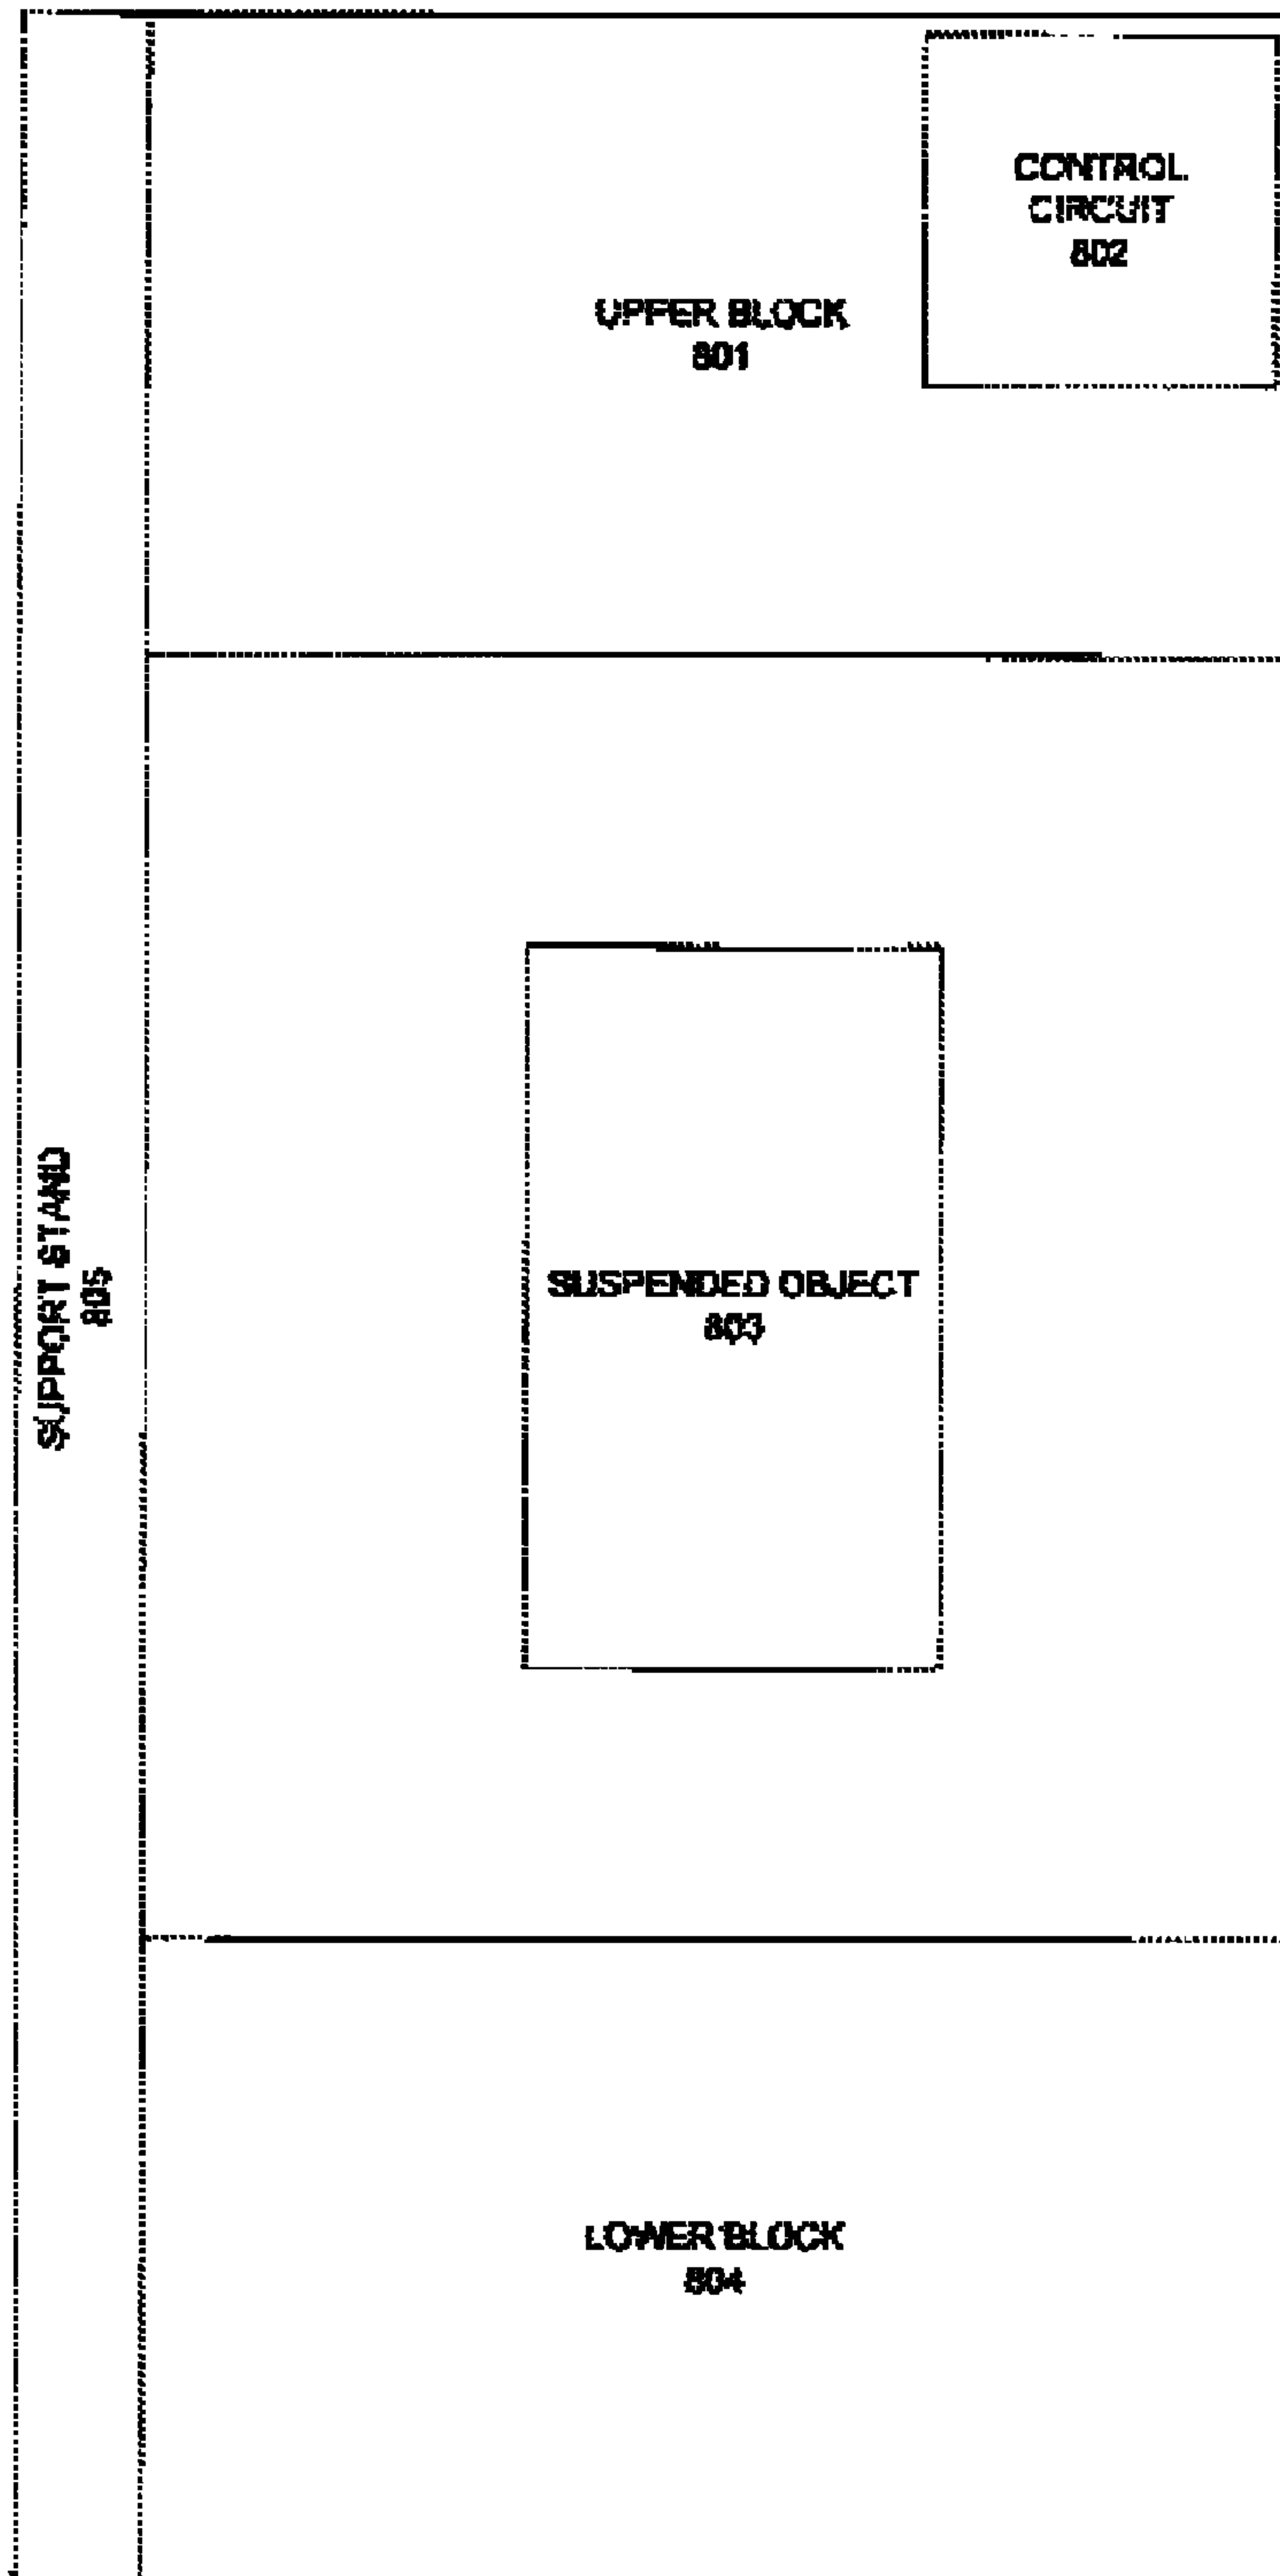 CONTROL
CIRCUIT
802
UPPER BLOCK
801
SUPPORT STAND
805
SUSPENDED OBJECT
803
LOWER BLOCK
804